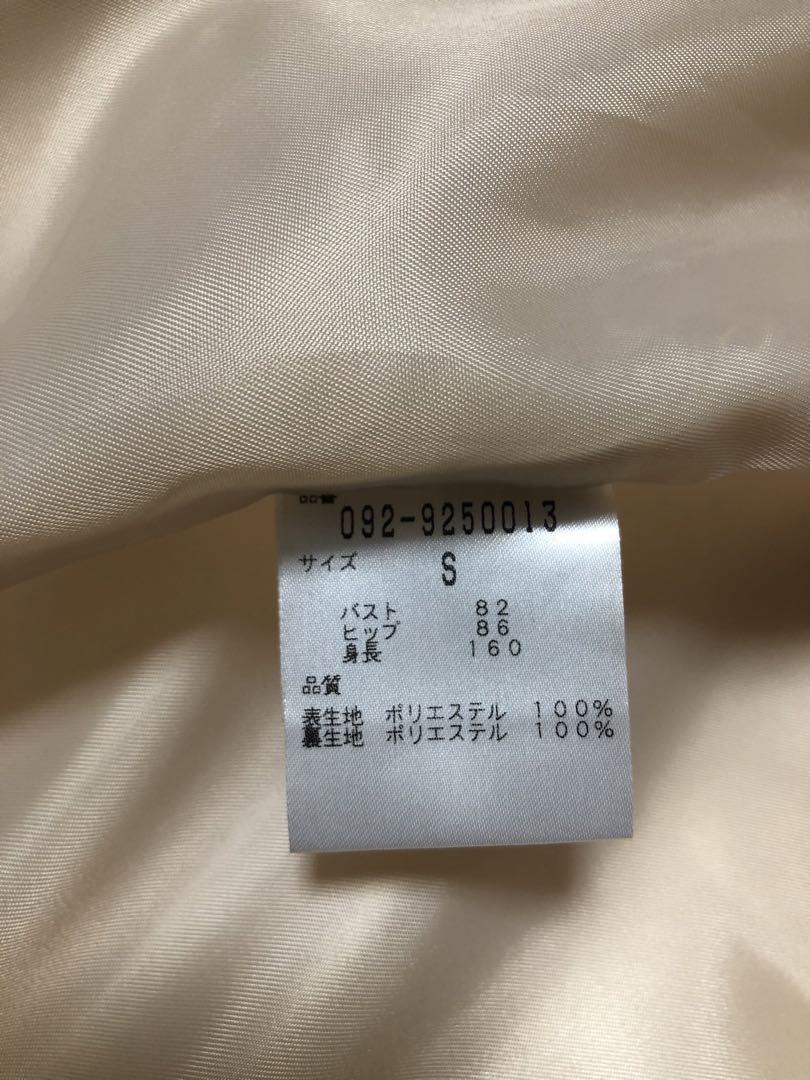 品番
092-9250013
サイズ S
バスト 82
ヒップ 86
身長 160
品質
表生地 ポリエステル 100%
裏生地 ポリエステル 100%